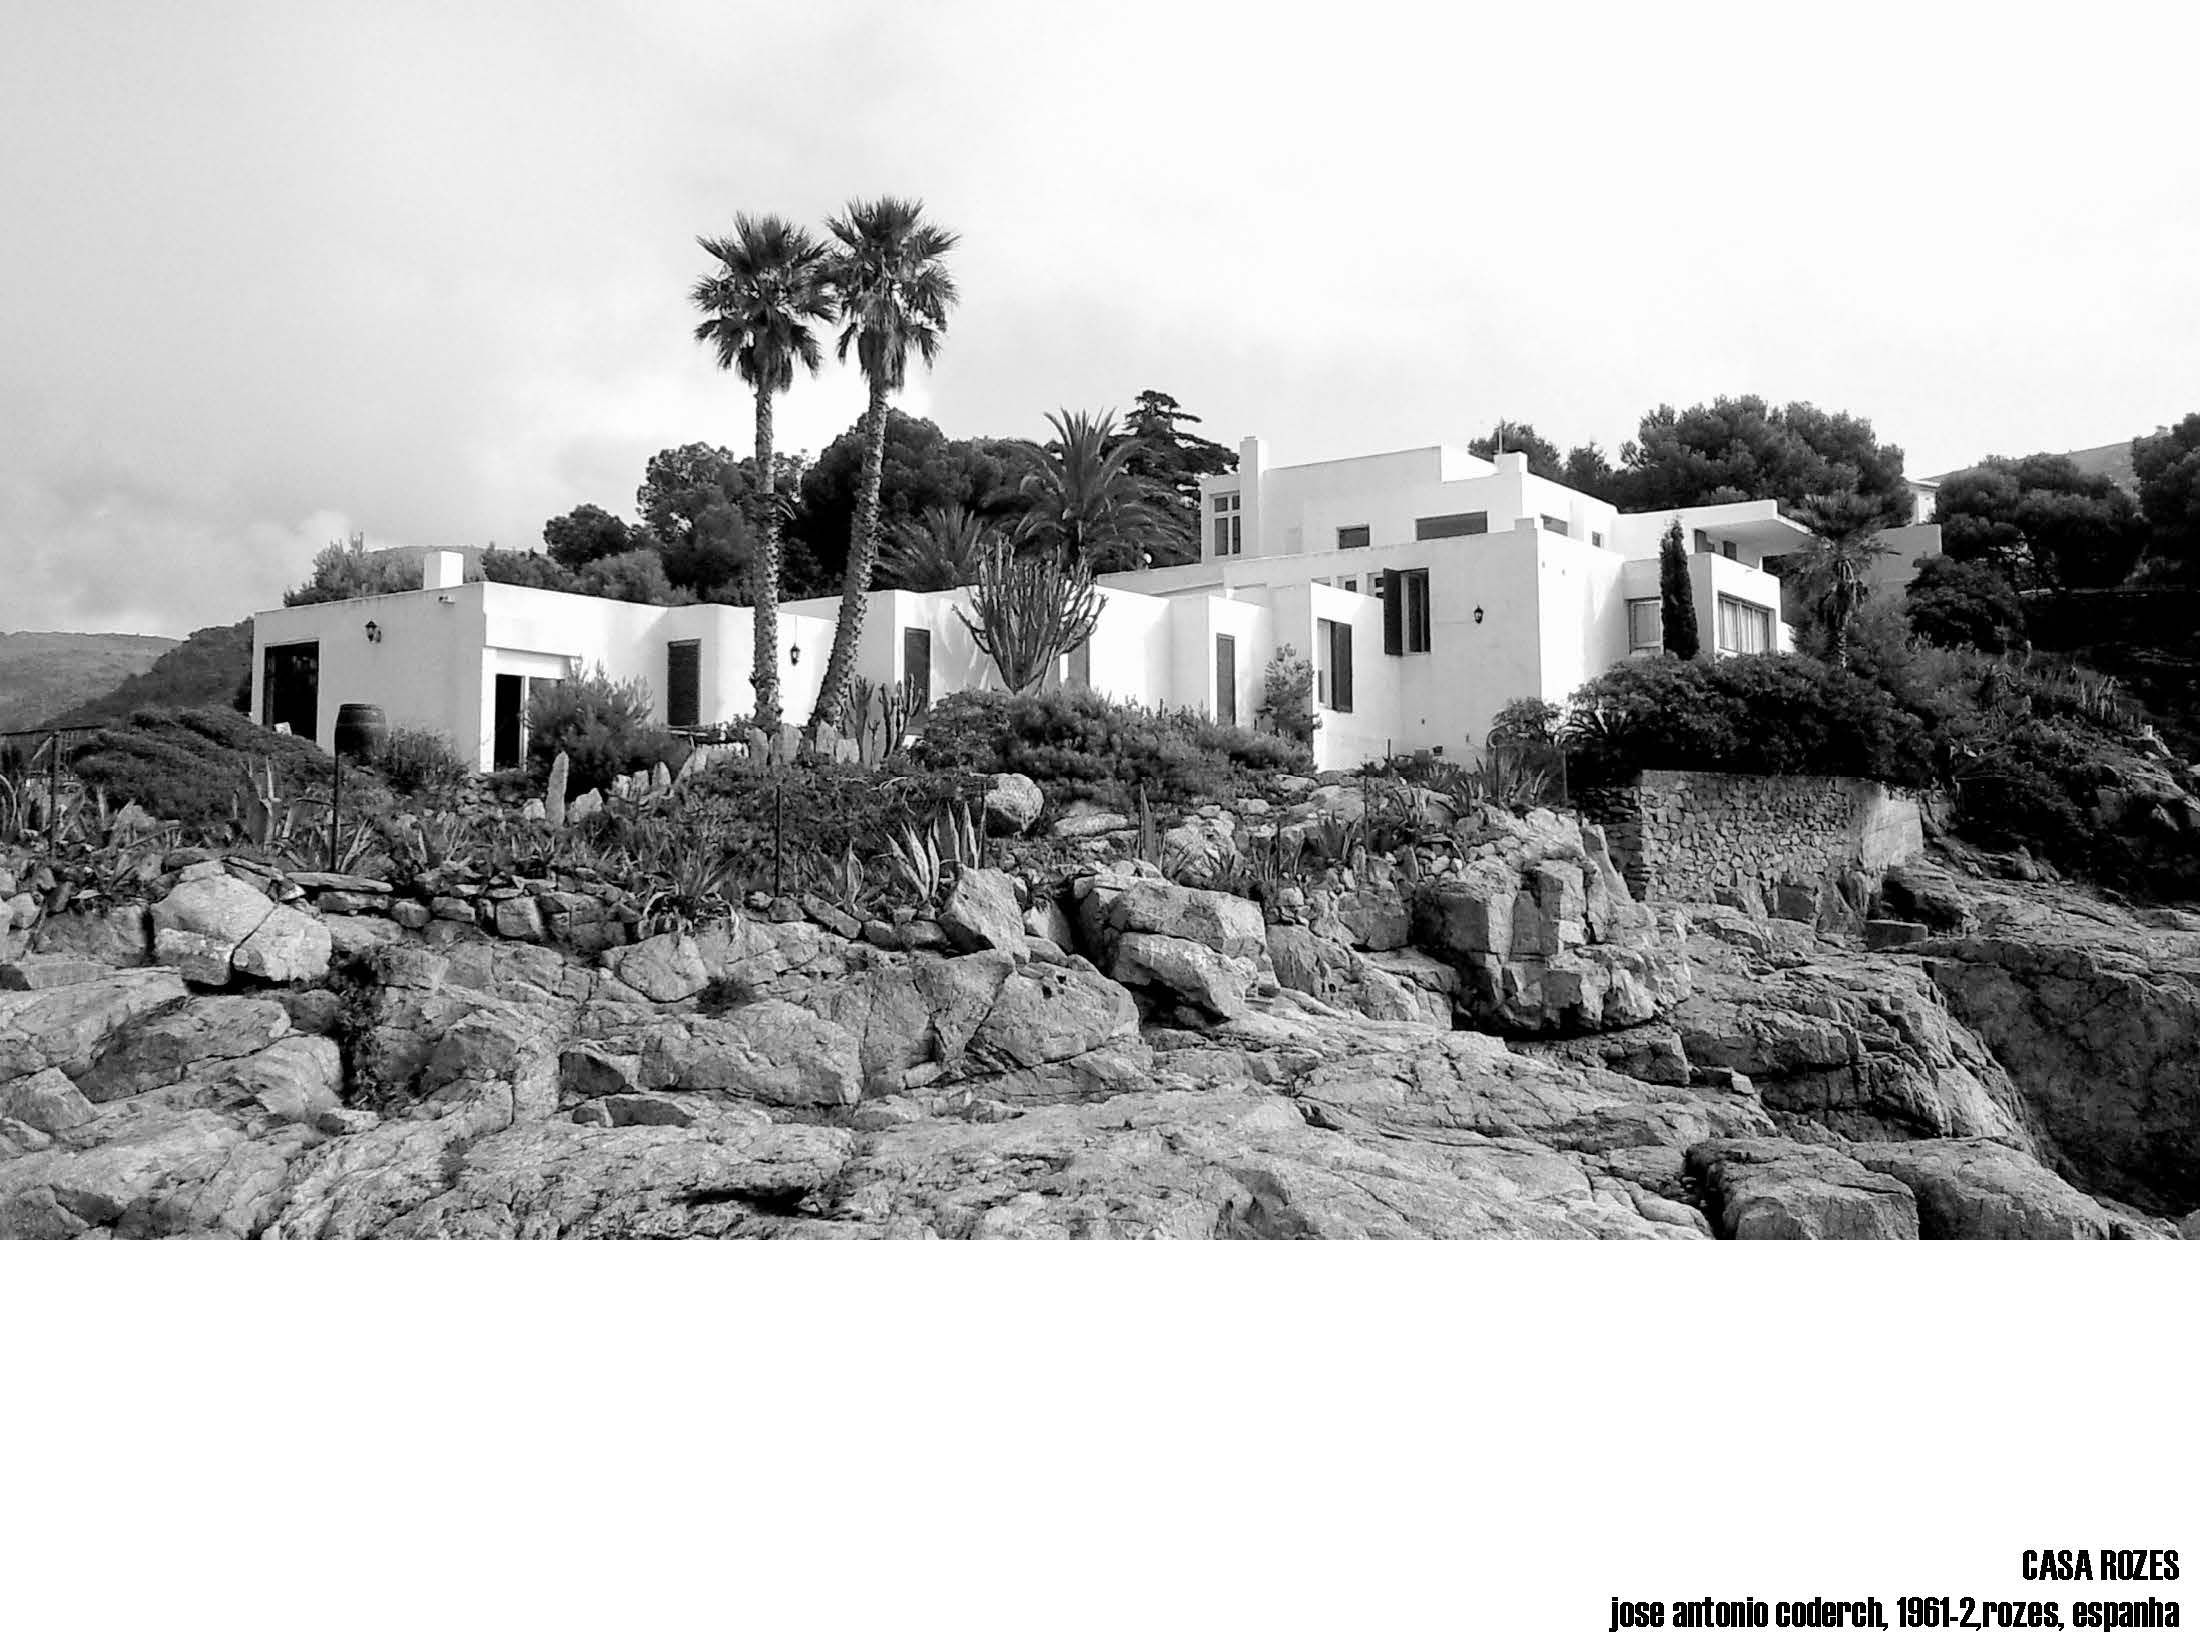 CASA ROZES
jose antonio coderch, 1961-2,rozes, espanha